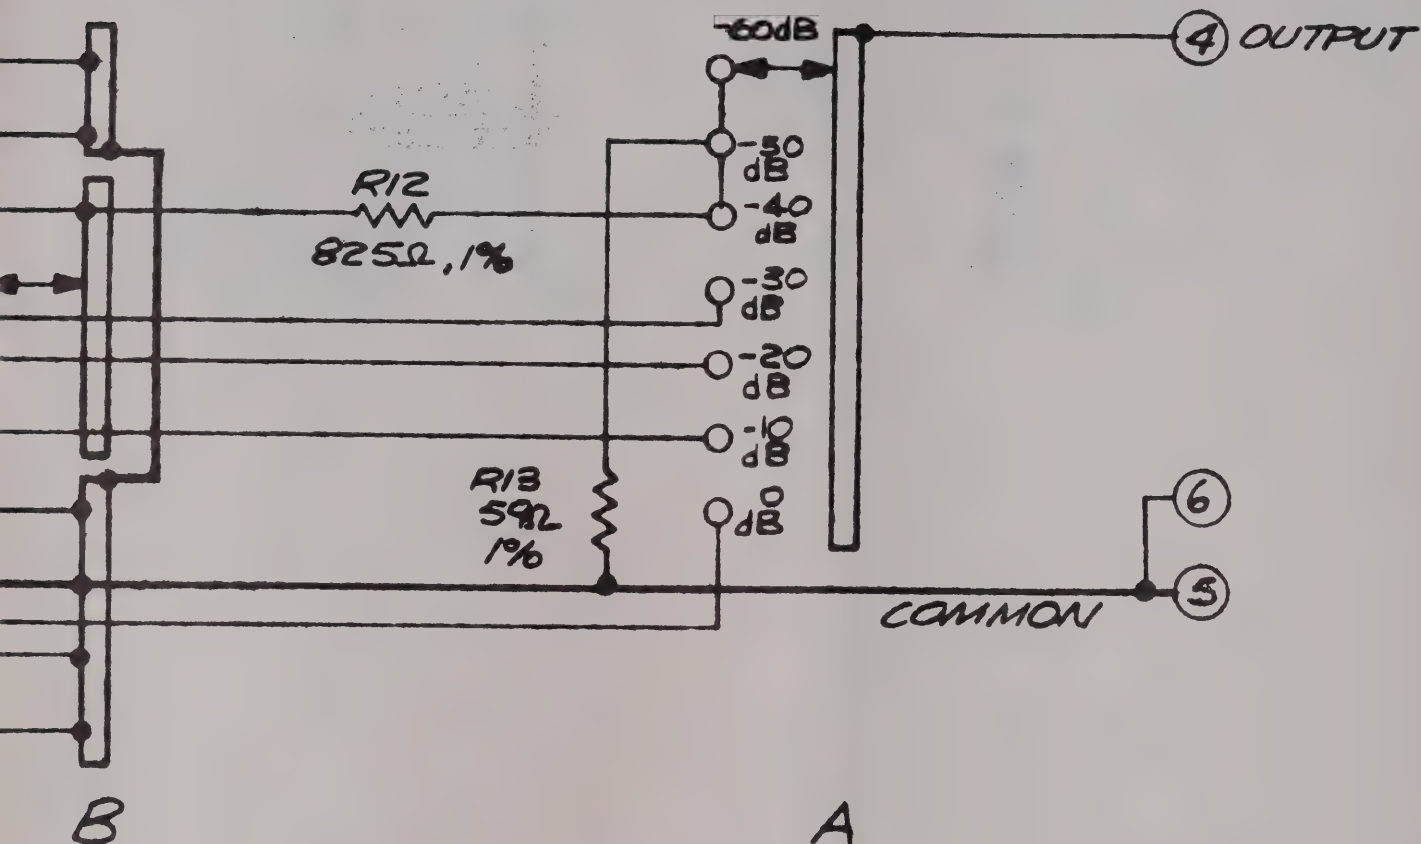 -60dB
④ OUTPUT
-50
dB
R12
-40
dB
825Ω, 1%
-30
dB
-20
dB
-10
dB
R13
59Ω
1%
0
dB
⑥
⑤
COMMON
B
A